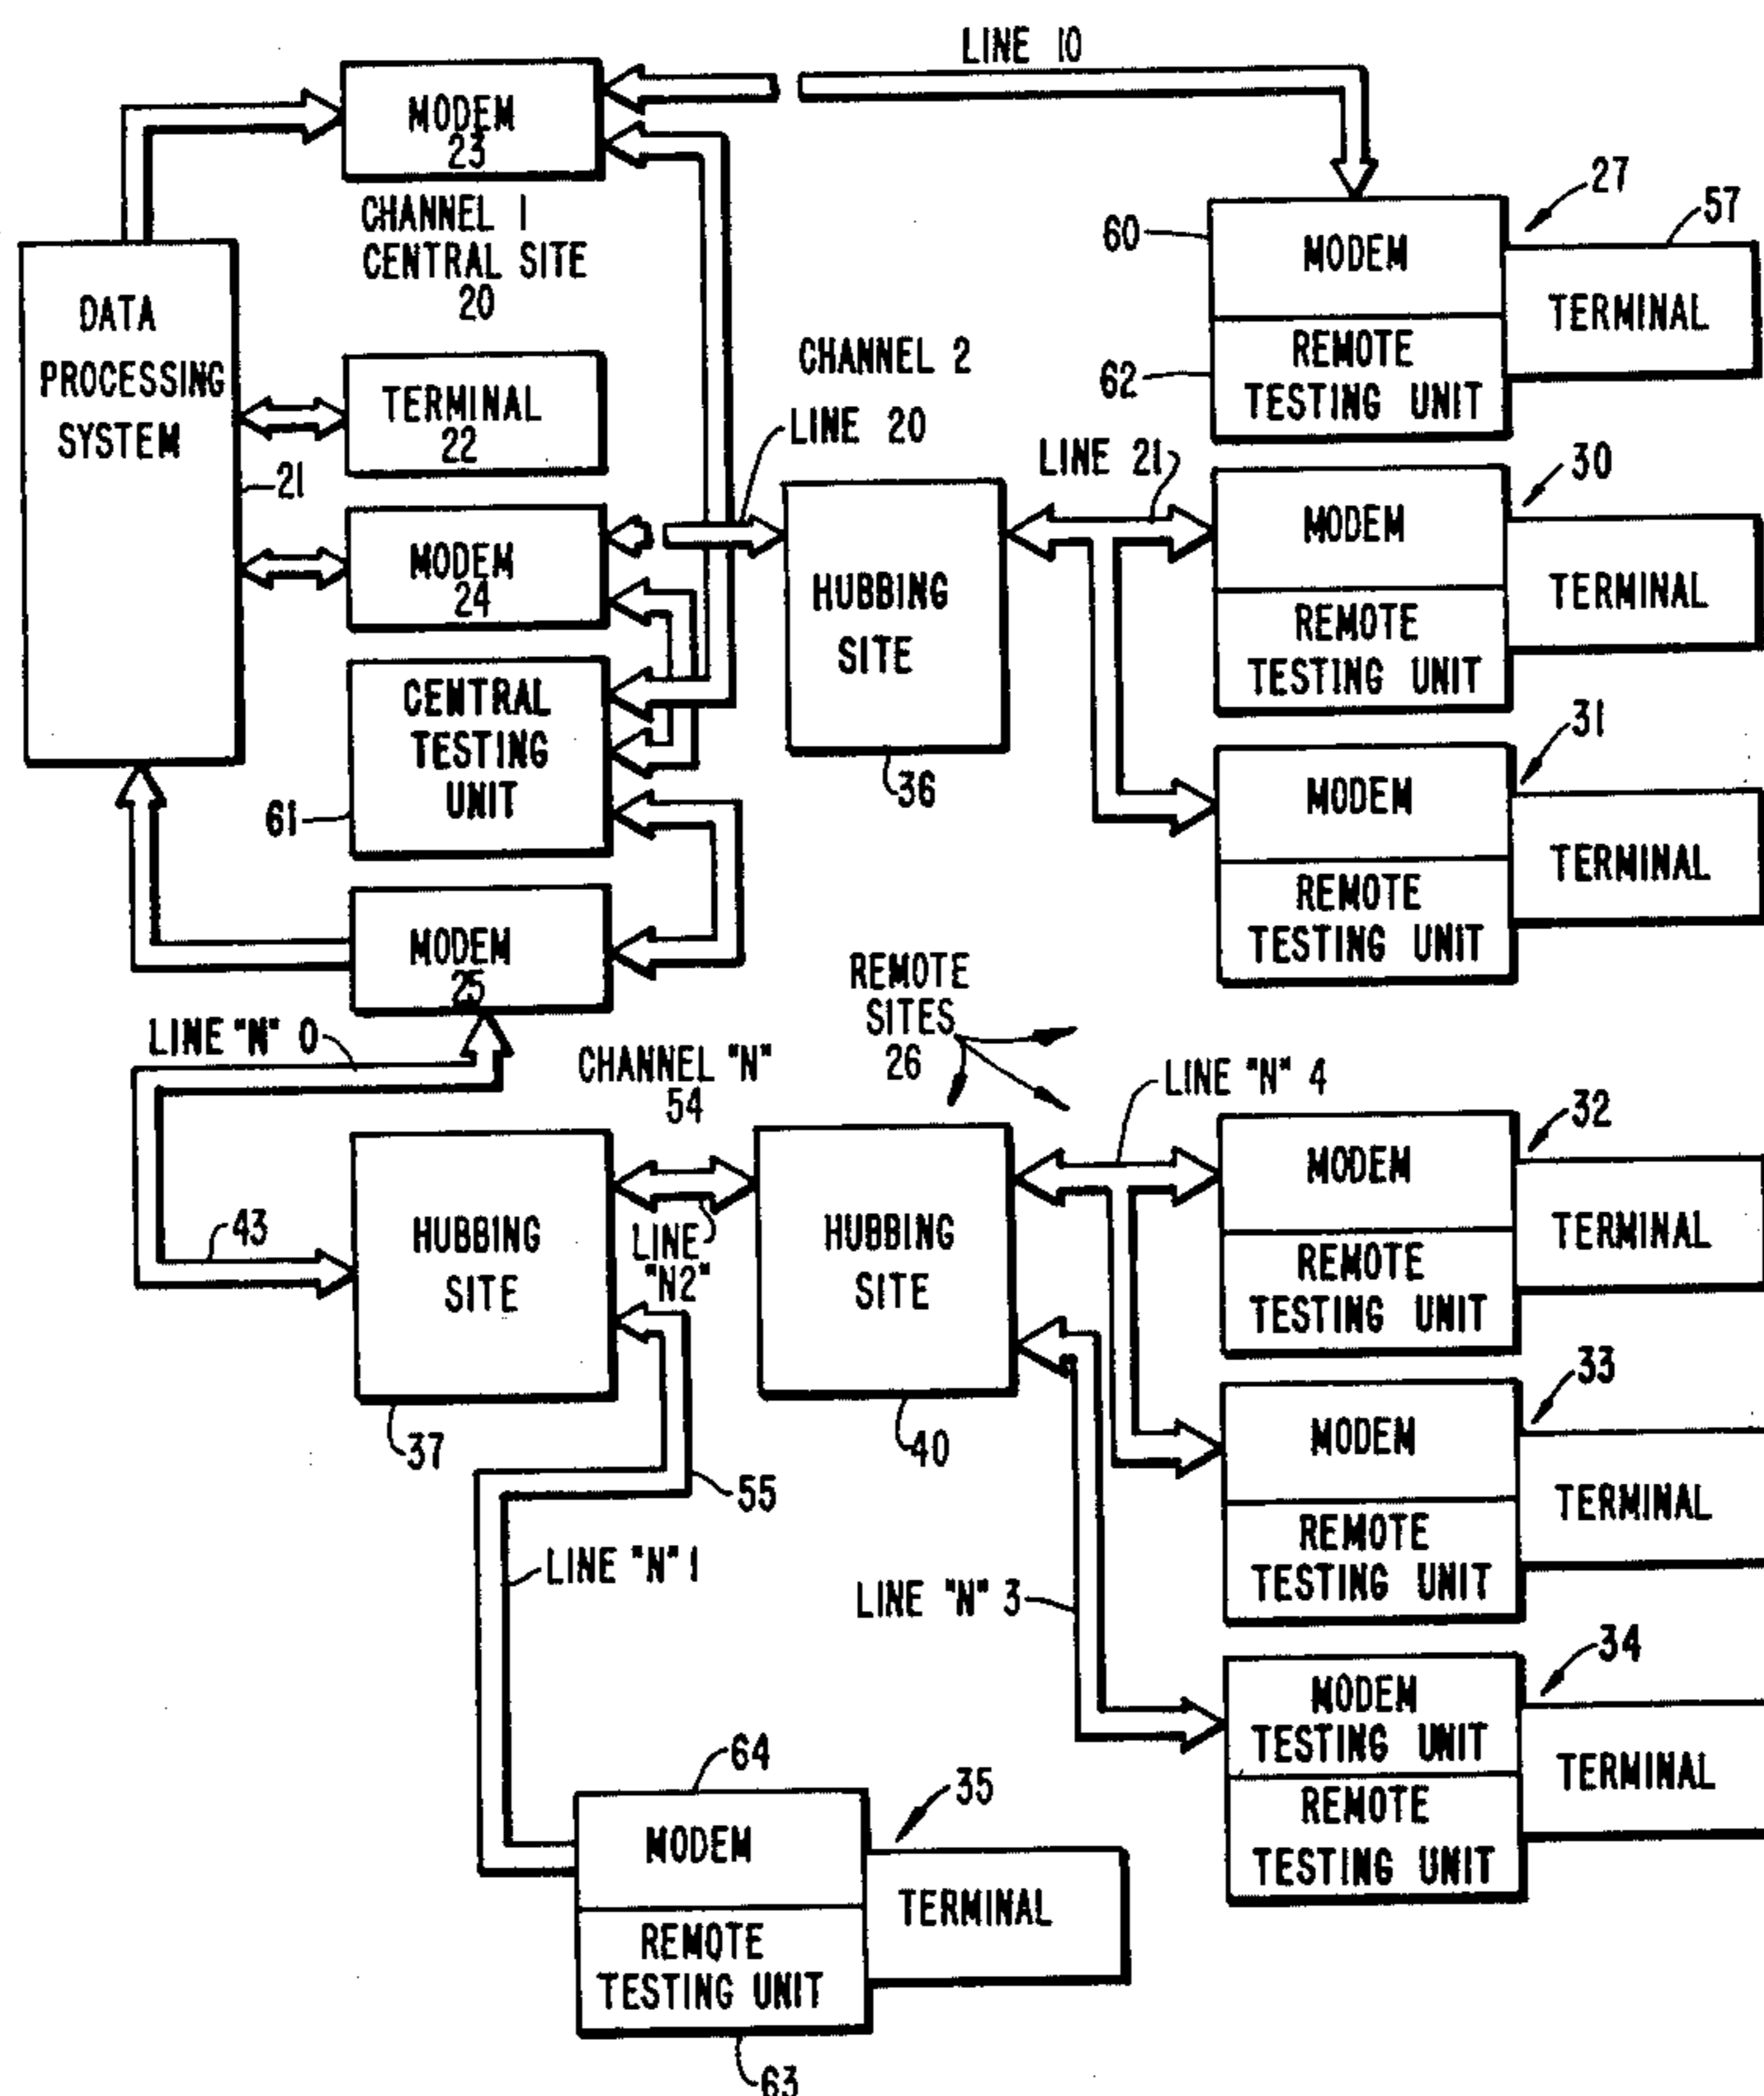 LINE 10
MODEM
23
CHANNEL 1
CENTRAL SITE
20
DATA
PROCESSING
SYSTEM
21
TERMINAL
22
MODEM
24
CENTRAL
TESTING
UNIT
61
MODEM
25
CHANNEL 2
LINE 20
HUBBING
SITE
36
LINE 21
27
57
60
MODEM
TERMINAL
62
REMOTE
TESTING UNIT
30
MODEM
TERMINAL
REMOTE
TESTING UNIT
31
MODEM
TERMINAL
REMOTE
TESTING UNIT
REMOTE
SITES
26
LINE "N" 0
CHANNEL "N"
54
43
HUBBING
SITE
37
LINE
"N2"
HUBBING
SITE
40
LINE "N" 4
32
MODEM
TERMINAL
REMOTE
TESTING UNIT
33
MODEM
TERMINAL
REMOTE
TESTING UNIT
55
LINE "N" 1
LINE "N" 3
34
MODEM
TESTING UNIT
TERMINAL
REMOTE
TESTING UNIT
64
35
MODEM
TERMINAL
REMOTE
TESTING UNIT
63